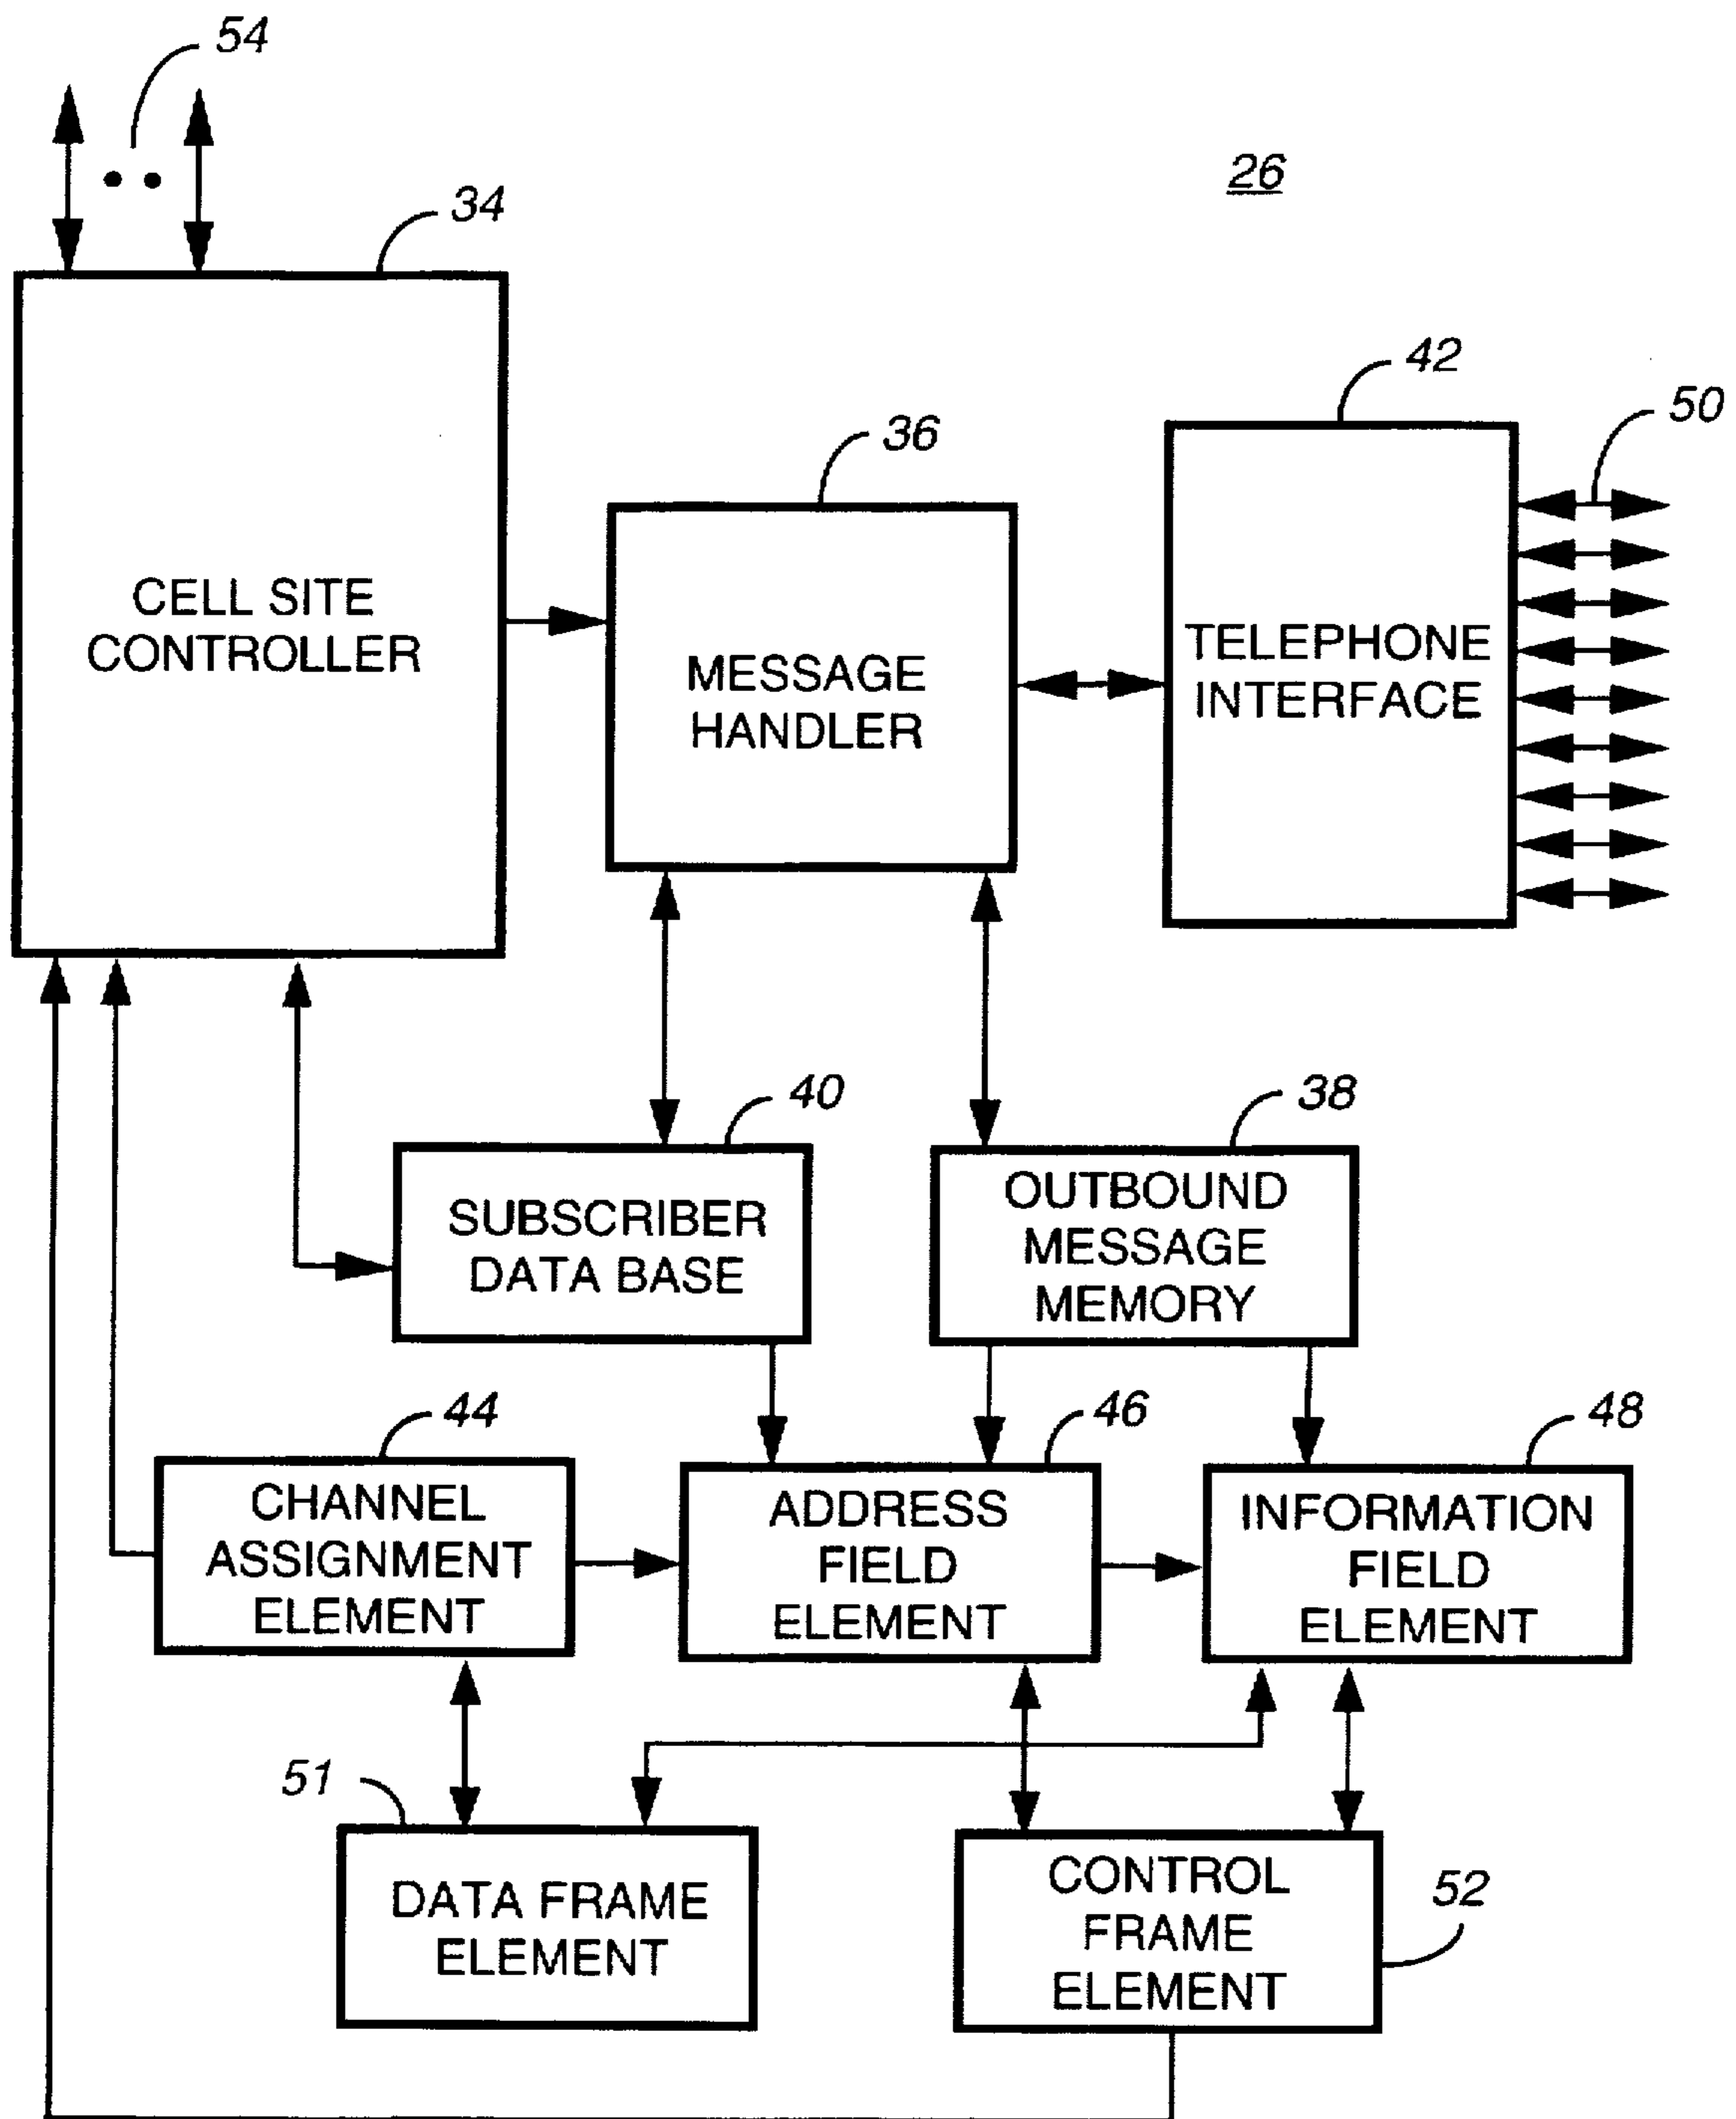 54
26
34
42
50
36
CELL SITE
CONTROLLER
MESSAGE
HANDLER
TELEPHONE
INTERFACE
40
38
SUBSCRIBER
DATA BASE
OUTBOUND
MESSAGE
MEMORY
44
46
48
CHANNEL
ASSIGNMENT
ELEMENT
ADDRESS
FIELD
ELEMENT
INFORMATION
FIELD
ELEMENT
51
DATA FRAME
ELEMENT
CONTROL
FRAME
ELEMENT
52